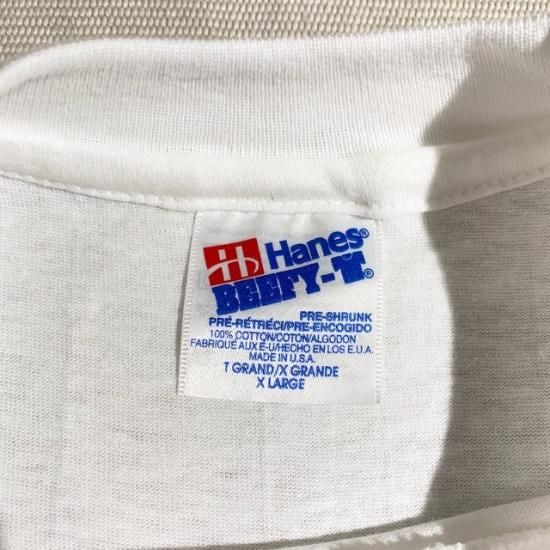 Hanes®
BEEFY-T®
PRE-SHRUNK
PRÉ-RÉTRÉCI/PRE-ENCOGIDO
100% COTTON/COTON/ALGODON
FABRIQUE AUX E-U/HECHO EN LOS E.U.A.
MADE IN U.S.A.
T GRAND/X GRANDE
X LARGE